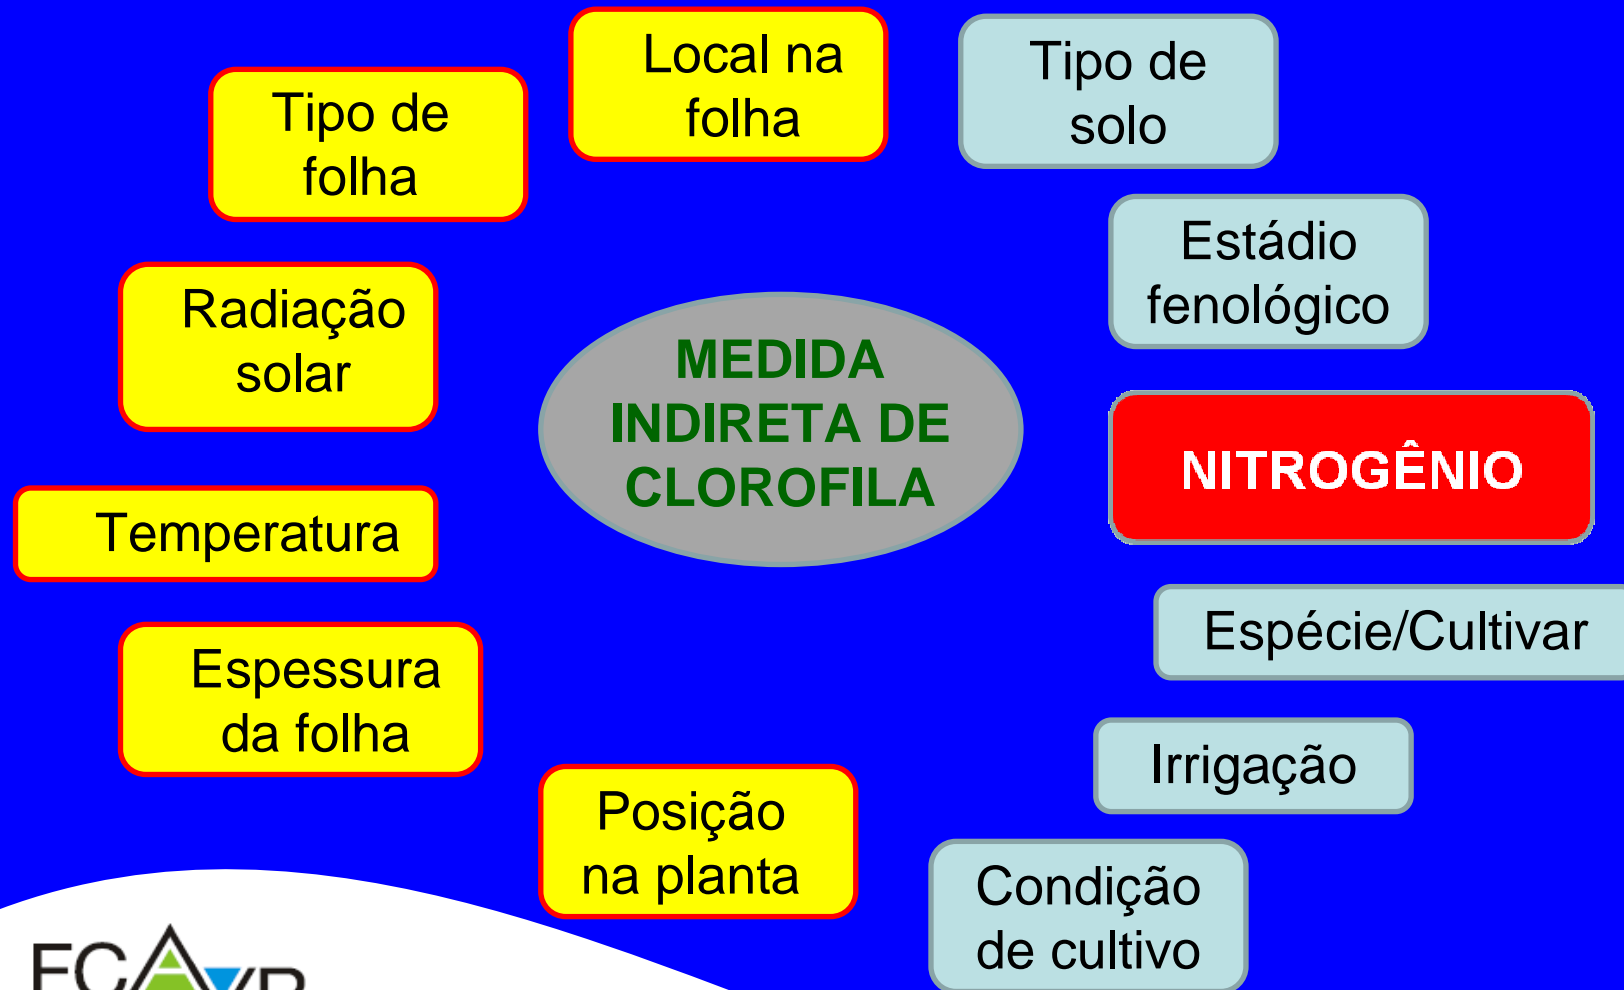 Local na
folha
Tipo de
solo
Tipo de
folha
Estádio
fenológico
Radiação
solar
MEDIDA
INDIRETA DE
CLOROFILA
NITROGÊNIO
Temperatura
Espécie/Cultivar
Espessura
da folha
Irrigação
Posição
na planta
Condição
de cultivo